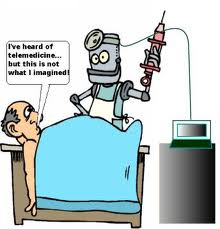 I've heard of
telemedicine...
but this is not
what I imagined!